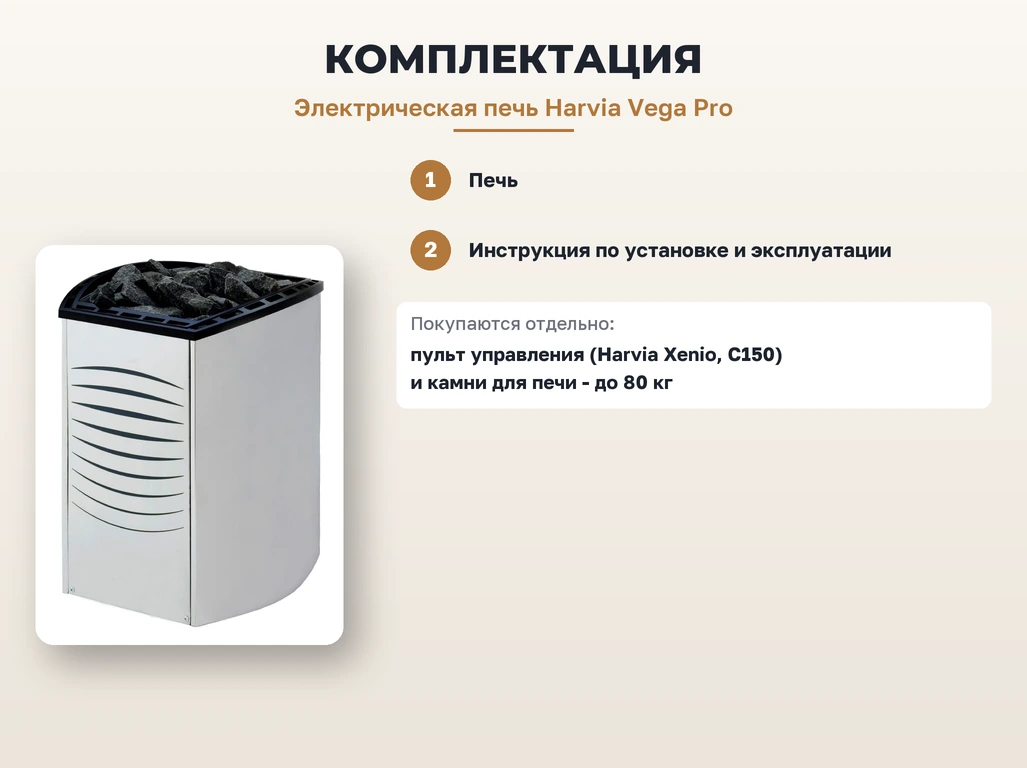 КОМПЛЕКТАЦИЯ
Электрическая печь Harvia Vega Pro
1 Печь
2 Инструкция по установке и эксплуатации
Покупаются отдельно:
пульт управления (Harvia Xenio, C150)
и камни для печи - до 80 кг